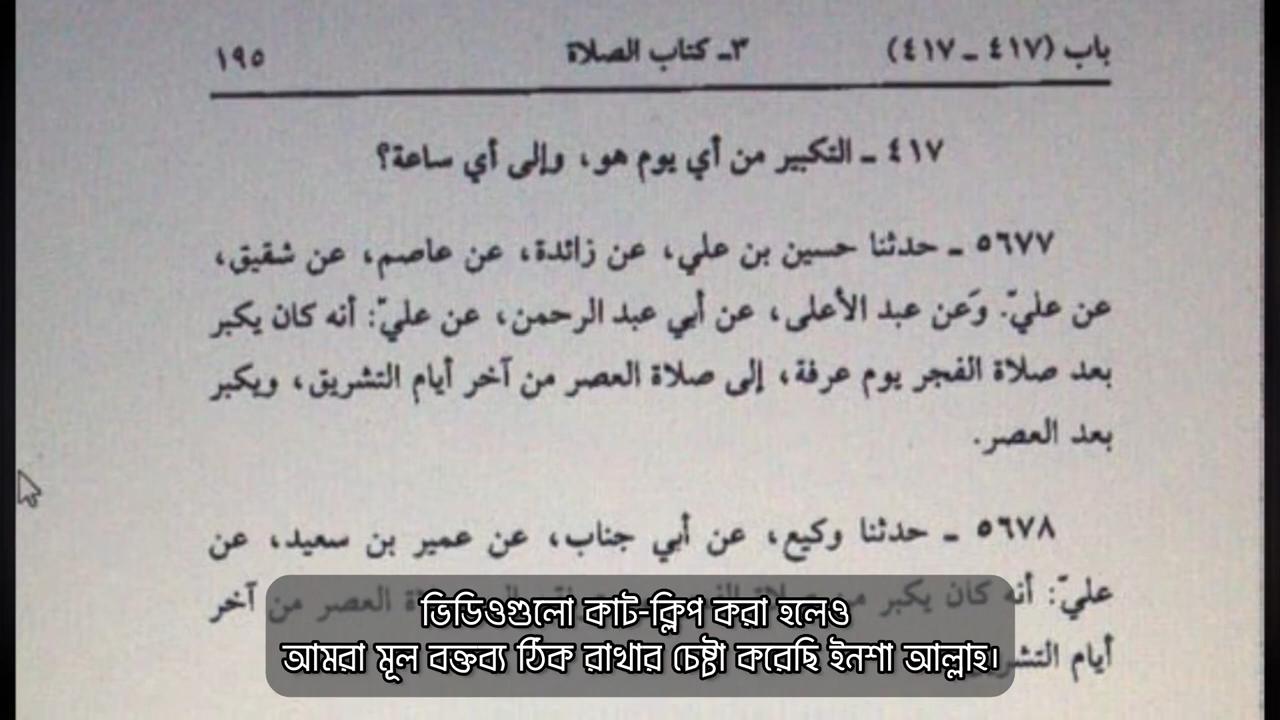 باب (٤١٧ ـ ٤١٧)
٣ـ كتاب الصلاة
١٩٥
٤١٧ ـ التكبير من أي يوم هو، وإلى أي ساعة؟
٥٦٧٧ ـ حدثنا حسين بن علي، عن زائدة، عن عاصم، عن شقيق،
عن عليّ. وَعن عبد الأعلى، عن أبي عبد الرحمن، عن عليّ: أنه كان يكبر
بعد صلاة الفجر يوم عرفة، إلى صلاة العصر من آخر أيام التشريق، ويكبر
بعد العصر.
٥٦٧٨ ـ حدثنا وكيع، عن أبي جناب، عن عمير بن سعيد، عن
عليّ: أنه كان يكبر من صلاة العصر من آخر
أيام
ভিডিওগুলো কাট-ক্লিপ করা হলেও
আমরা মূল বক্তব্য ঠিক রাখার চেষ্টা করেছি ইনশা আল্লাহ।